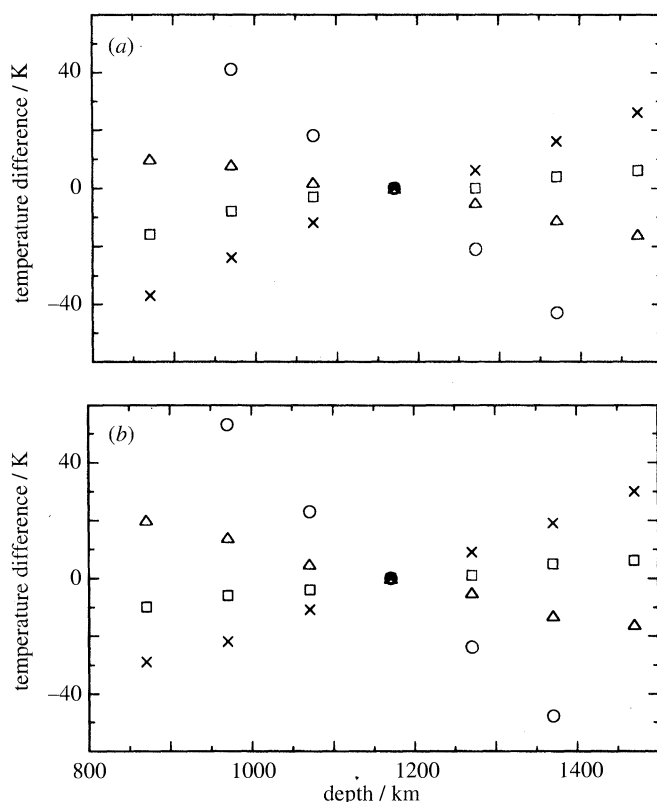 (a)
temperature difference / K
40
0
−40
(b)
temperature difference / K
40
0
−40
800
1000
1200
1400
depth / km